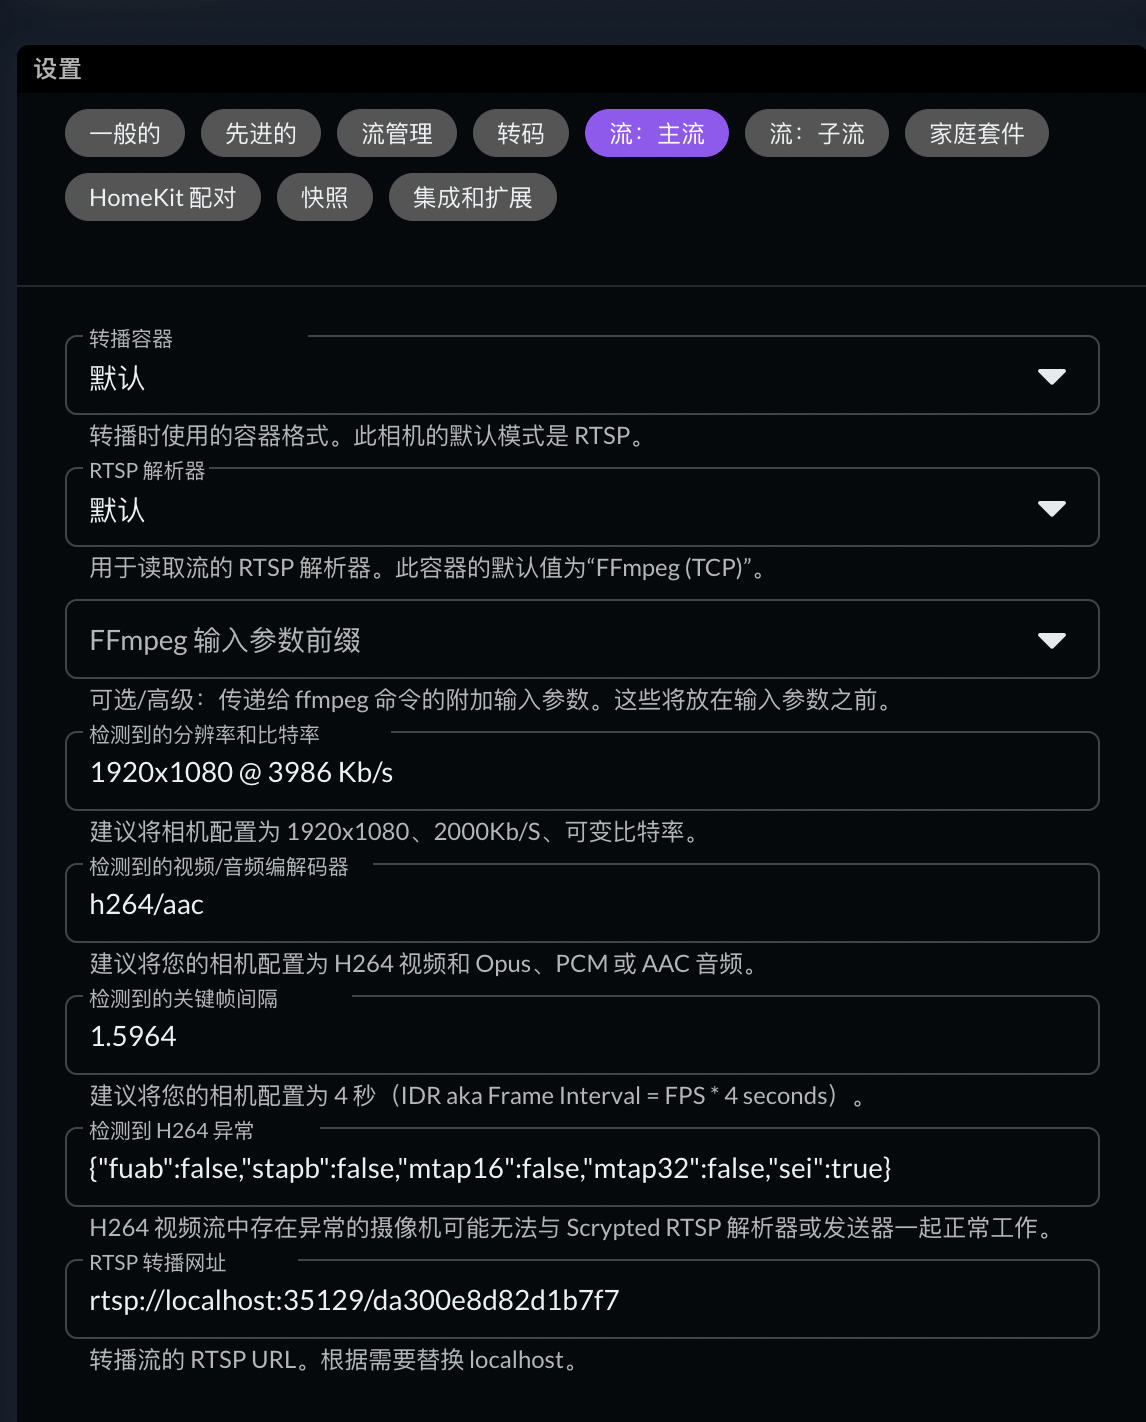 设置
一般的
先进的
流管理
转码
流：主流
流：子流
家庭套件
HomeKit 配对
快照
集成和扩展
转播容器
默认
转播时使用的容器格式。此相机的默认模式是 RTSP。
RTSP 解析器
默认
用于读取流的 RTSP 解析器。此容器的默认值为“FFmpeg (TCP)”。
FFmpeg 输入参数前缀
可选/高级：传递给 ffmpeg 命令的附加输入参数。这些将放在输入参数之前。
检测到的分辨率和比特率
1920x1080 @ 3986 Kb/s
建议将相机配置为 1920x1080、2000Kb/S、可变比特率。
检测到的视频/音频编解码器
h264/aac
建议将您的相机配置为 H264 视频和 Opus、PCM 或 AAC 音频。
检测到的关键帧间隔
1.5964
建议将您的相机配置为 4 秒（IDR aka Frame Interval = FPS * 4 seconds）。
检测到 H264 异常
{"fuab":false,"stapb":false,"mtap16":false,"mtap32":false,"sei":true}
H264 视频流中存在异常的摄像机可能无法与 Scrypted RTSP 解析器或发送器一起正常工作。
RTSP 转播网址
rtsp://localhost:35129/da300e8d82d1b7f7
转播流的 RTSP URL。根据需要替换 localhost。